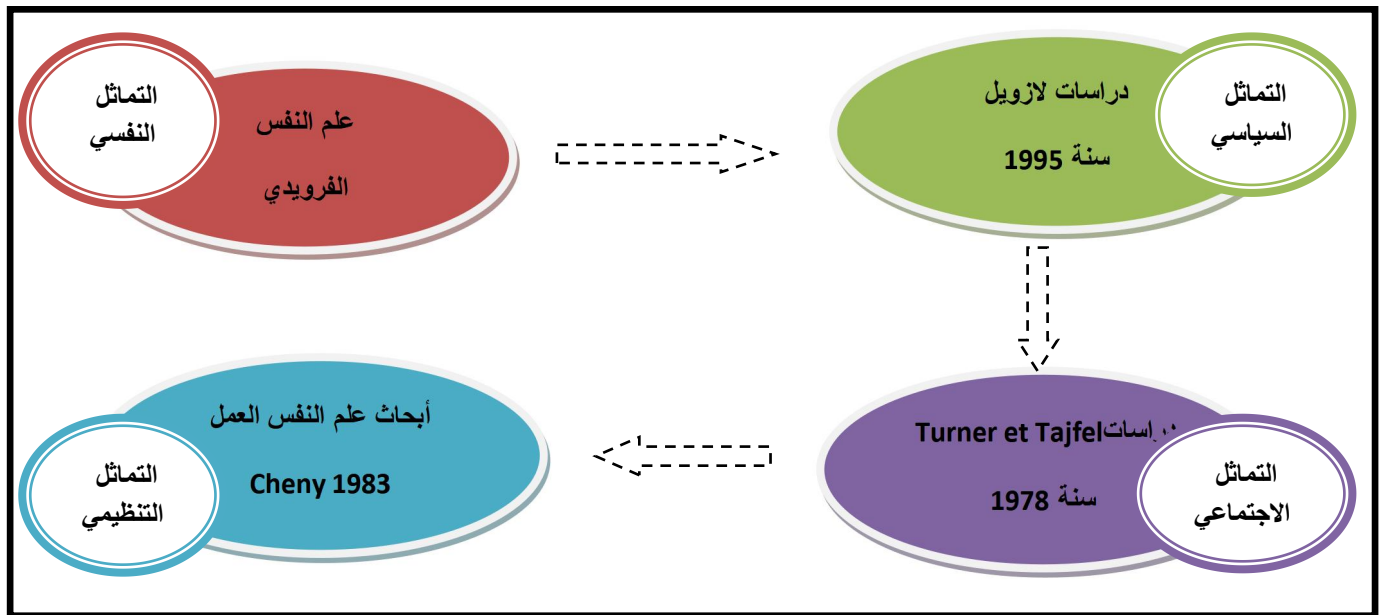 التماثل
النفسي
علم النفس
الفرويدي
التماثل
السياسي
دراسات لازويل
سنة 1995
التماثل
الاجتماعي
Turner et Tajfel
سنة 1978
التماثل
التنظيمي
أبحاث علم النفس العمل
Cheny 1983